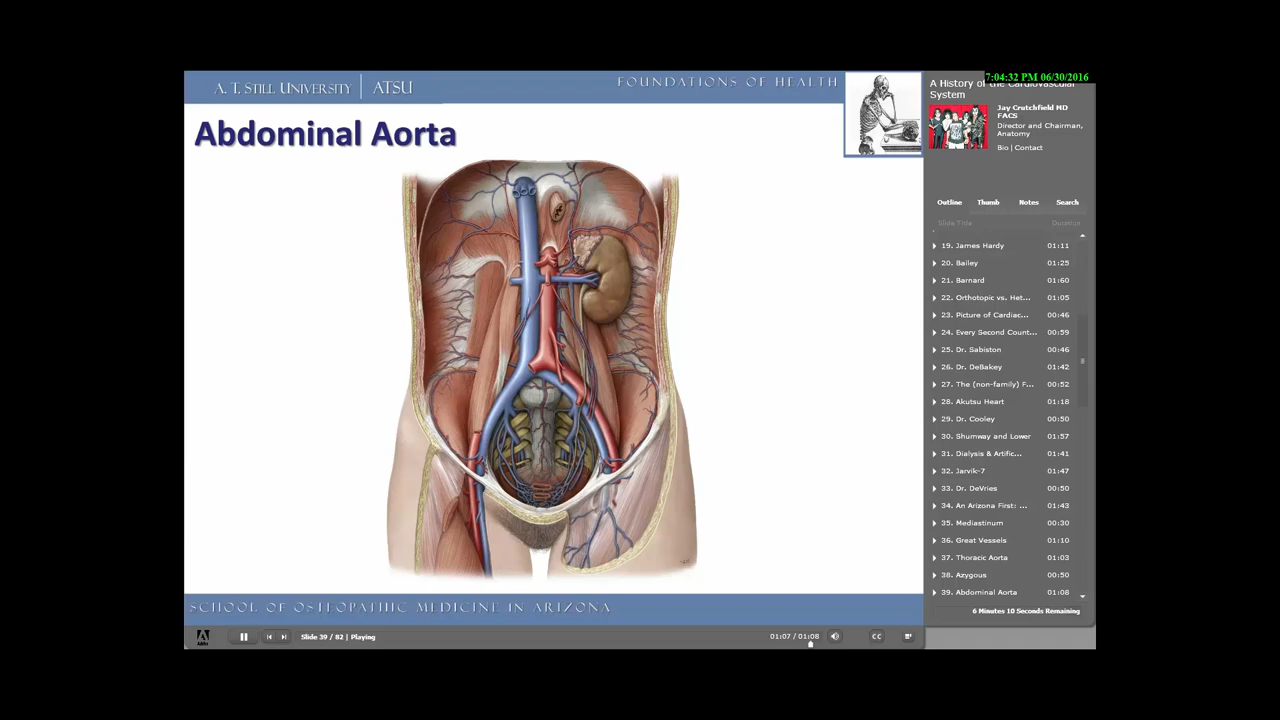 7:04:32 PM 06/30/2016
A. T. STILL UNIVERSITY ATSU
FOUNDATIONS OF HEALTH
Abdominal Aorta
SCHOOL OF OSTEOPATHIC MEDICINE IN ARIZONA
A History of the Cardiovascular
System
Jay Crutchfield MD
FACS
Director and Chairman,
Anatomy
Bio | Contact
Outline Thumb Notes Search
Slide Title Duration
19. James Hardy 01:11
20. Bailey 01:25
21. Barnard 01:60
22. Orthotopic vs. Het... 01:05
23. Picture of Cardiac... 00:46
24. Every Second Count... 00:59
25. Dr. Sabiston 00:46
26. Dr. DeBakey 01:42
27. The (non-family) F... 00:52
28. Akutsu Heart 01:18
29. Dr. Cooley 00:50
30. Shumway and Lower 01:57
31. Dialysis & Artific... 01:41
32. Jarvik-7 01:47
33. Dr. DeVries 00:50
34. An Arizona First: ... 01:43
35. Mediastinum 00:30
36. Great Vessels 01:10
37. Thoracic Aorta 01:03
38. Azygous 00:50
39. Abdominal Aorta 01:08
6 Minutes 10 Seconds Remaining
Slide 39 / 82 | Playing 01:07 / 01:08 CC